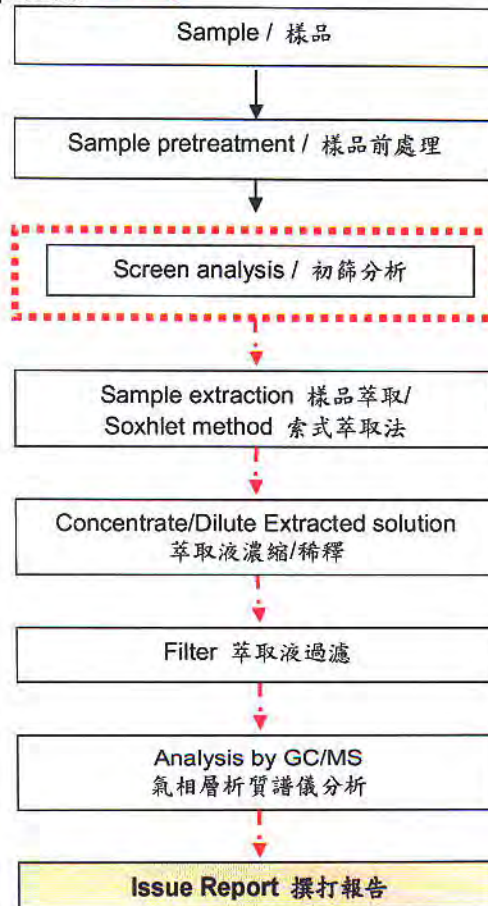 Sample / 樣品
Sample pretreatment / 樣品前處理
Screen analysis / 初篩分析
Sample extraction 樣品萃取/
Soxhlet method 索式萃取法
Concentrate/Dilute Extracted solution
萃取液濃縮/稀釋
Filter 萃取液過濾
Analysis by GC/MS
氣相層析質譜儀分析
Issue Report 撰打報告